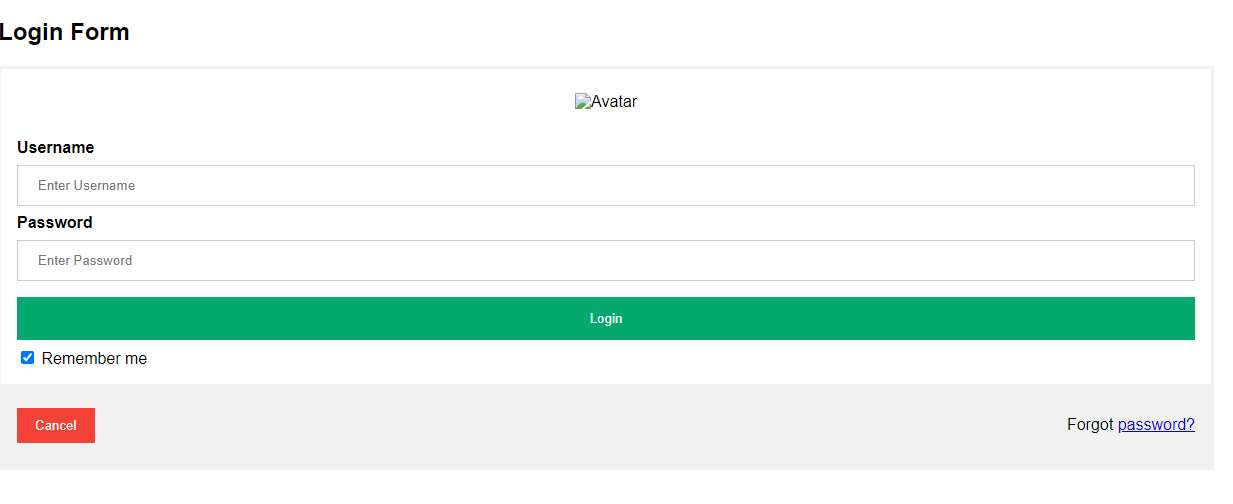 Login Form
Avatar
Username
Enter Username
Password
Enter Password
Login
Remember me
Cancel
Forgot password?